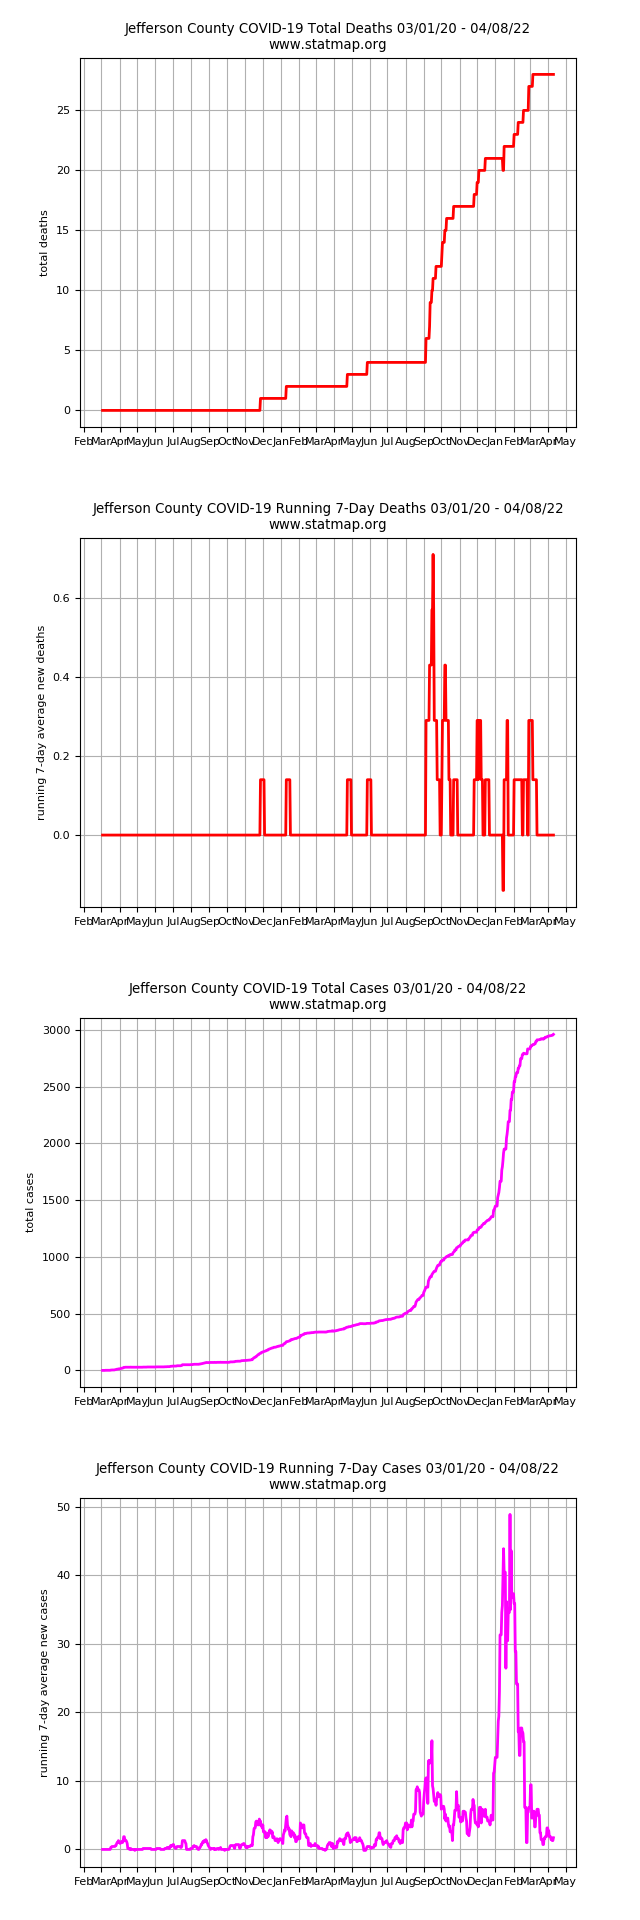 Jefferson County COVID-19 Total Deaths 03/01/20 - 04/08/22
www.statmap.org
25
20
15
10
5
0
total deaths
Feb Mar Apr May Jun Jul Aug Sep Oct Nov Dec Jan Feb Mar Apr May Jun Jul Aug Sep Oct Nov Dec Jan Feb Mar Apr May
Jefferson County COVID-19 Running 7-Day Deaths 03/01/20 - 04/08/22
www.statmap.org
0.6
0.4
0.2
0.0
running 7-day average new deaths
Feb Mar Apr May Jun Jul Aug Sep Oct Nov Dec Jan Feb Mar Apr May Jun Jul Aug Sep Oct Nov Dec Jan Feb Mar Apr May
Jefferson County COVID-19 Total Cases 03/01/20 - 04/08/22
www.statmap.org
3000
2500
2000
1500
1000
500
0
total cases
Feb Mar Apr May Jun Jul Aug Sep Oct Nov Dec Jan Feb Mar Apr May Jun Jul Aug Sep Oct Nov Dec Jan Feb Mar Apr May
Jefferson County COVID-19 Running 7-Day Cases 03/01/20 - 04/08/22
www.statmap.org
50
40
30
20
10
0
running 7-day average new cases
Feb Mar Apr May Jun Jul Aug Sep Oct Nov Dec Jan Feb Mar Apr May Jun Jul Aug Sep Oct Nov Dec Jan Feb Mar Apr May